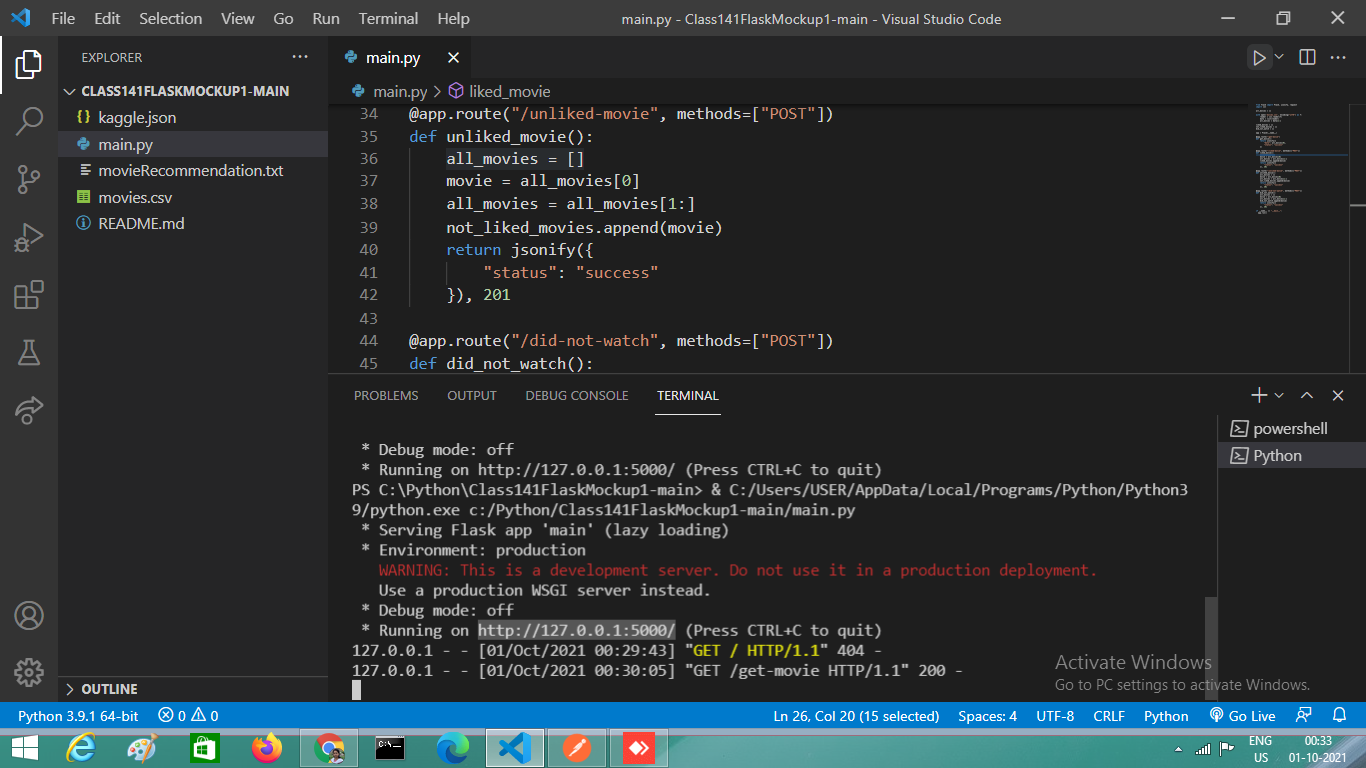 File Edit Selection View Go Run Terminal Help
main.py - Class141FlaskMockup1-main - Visual Studio Code
EXPLORER
CLASS141FLASKMOCKUP1-MAIN
kaggle.json
main.py
movieRecommendation.txt
movies.csv
README.md
OUTLINE
main.py
main.py > liked_movie
34 @app.route("/unliked-movie", methods=["POST"])
35 def unliked_movie():
36 all_movies = []
37 movie = all_movies[0]
38 all_movies = all_movies[1:]
39 not_liked_movies.append(movie)
40 return jsonify({
41 "status": "success"
42 }), 201
43
44 @app.route("/did-not-watch", methods=["POST"])
45 def did_not_watch():
PROBLEMS OUTPUT DEBUG CONSOLE TERMINAL
* Debug mode: off
* Running on http://127.0.0.1:5000/ (Press CTRL+C to quit)
PS C:\Python\Class141FlaskMockup1-main> & C:/Users/USER/AppData/Local/Programs/Python/Python3
9/python.exe c:/Python/Class141FlaskMockup1-main/main.py
* Serving Flask app 'main' (lazy loading)
* Environment: production
WARNING: This is a development server. Do not use it in a production deployment.
Use a production WSGI server instead.
* Debug mode: off
* Running on http://127.0.0.1:5000/ (Press CTRL+C to quit)
127.0.0.1 - - [01/Oct/2021 00:29:43] "GET / HTTP/1.1" 404 -
127.0.0.1 - - [01/Oct/2021 00:30:05] "GET /get-movie HTTP/1.1" 200 -
powershell
Python
Activate Windows
Go to PC settings to activate Windows.
Python 3.9.1 64-bit 0 0 Ln 26, Col 20 (15 selected) Spaces: 4 UTF-8 CRLF Python Go Live
ENG 00:33
US 01-10-2021